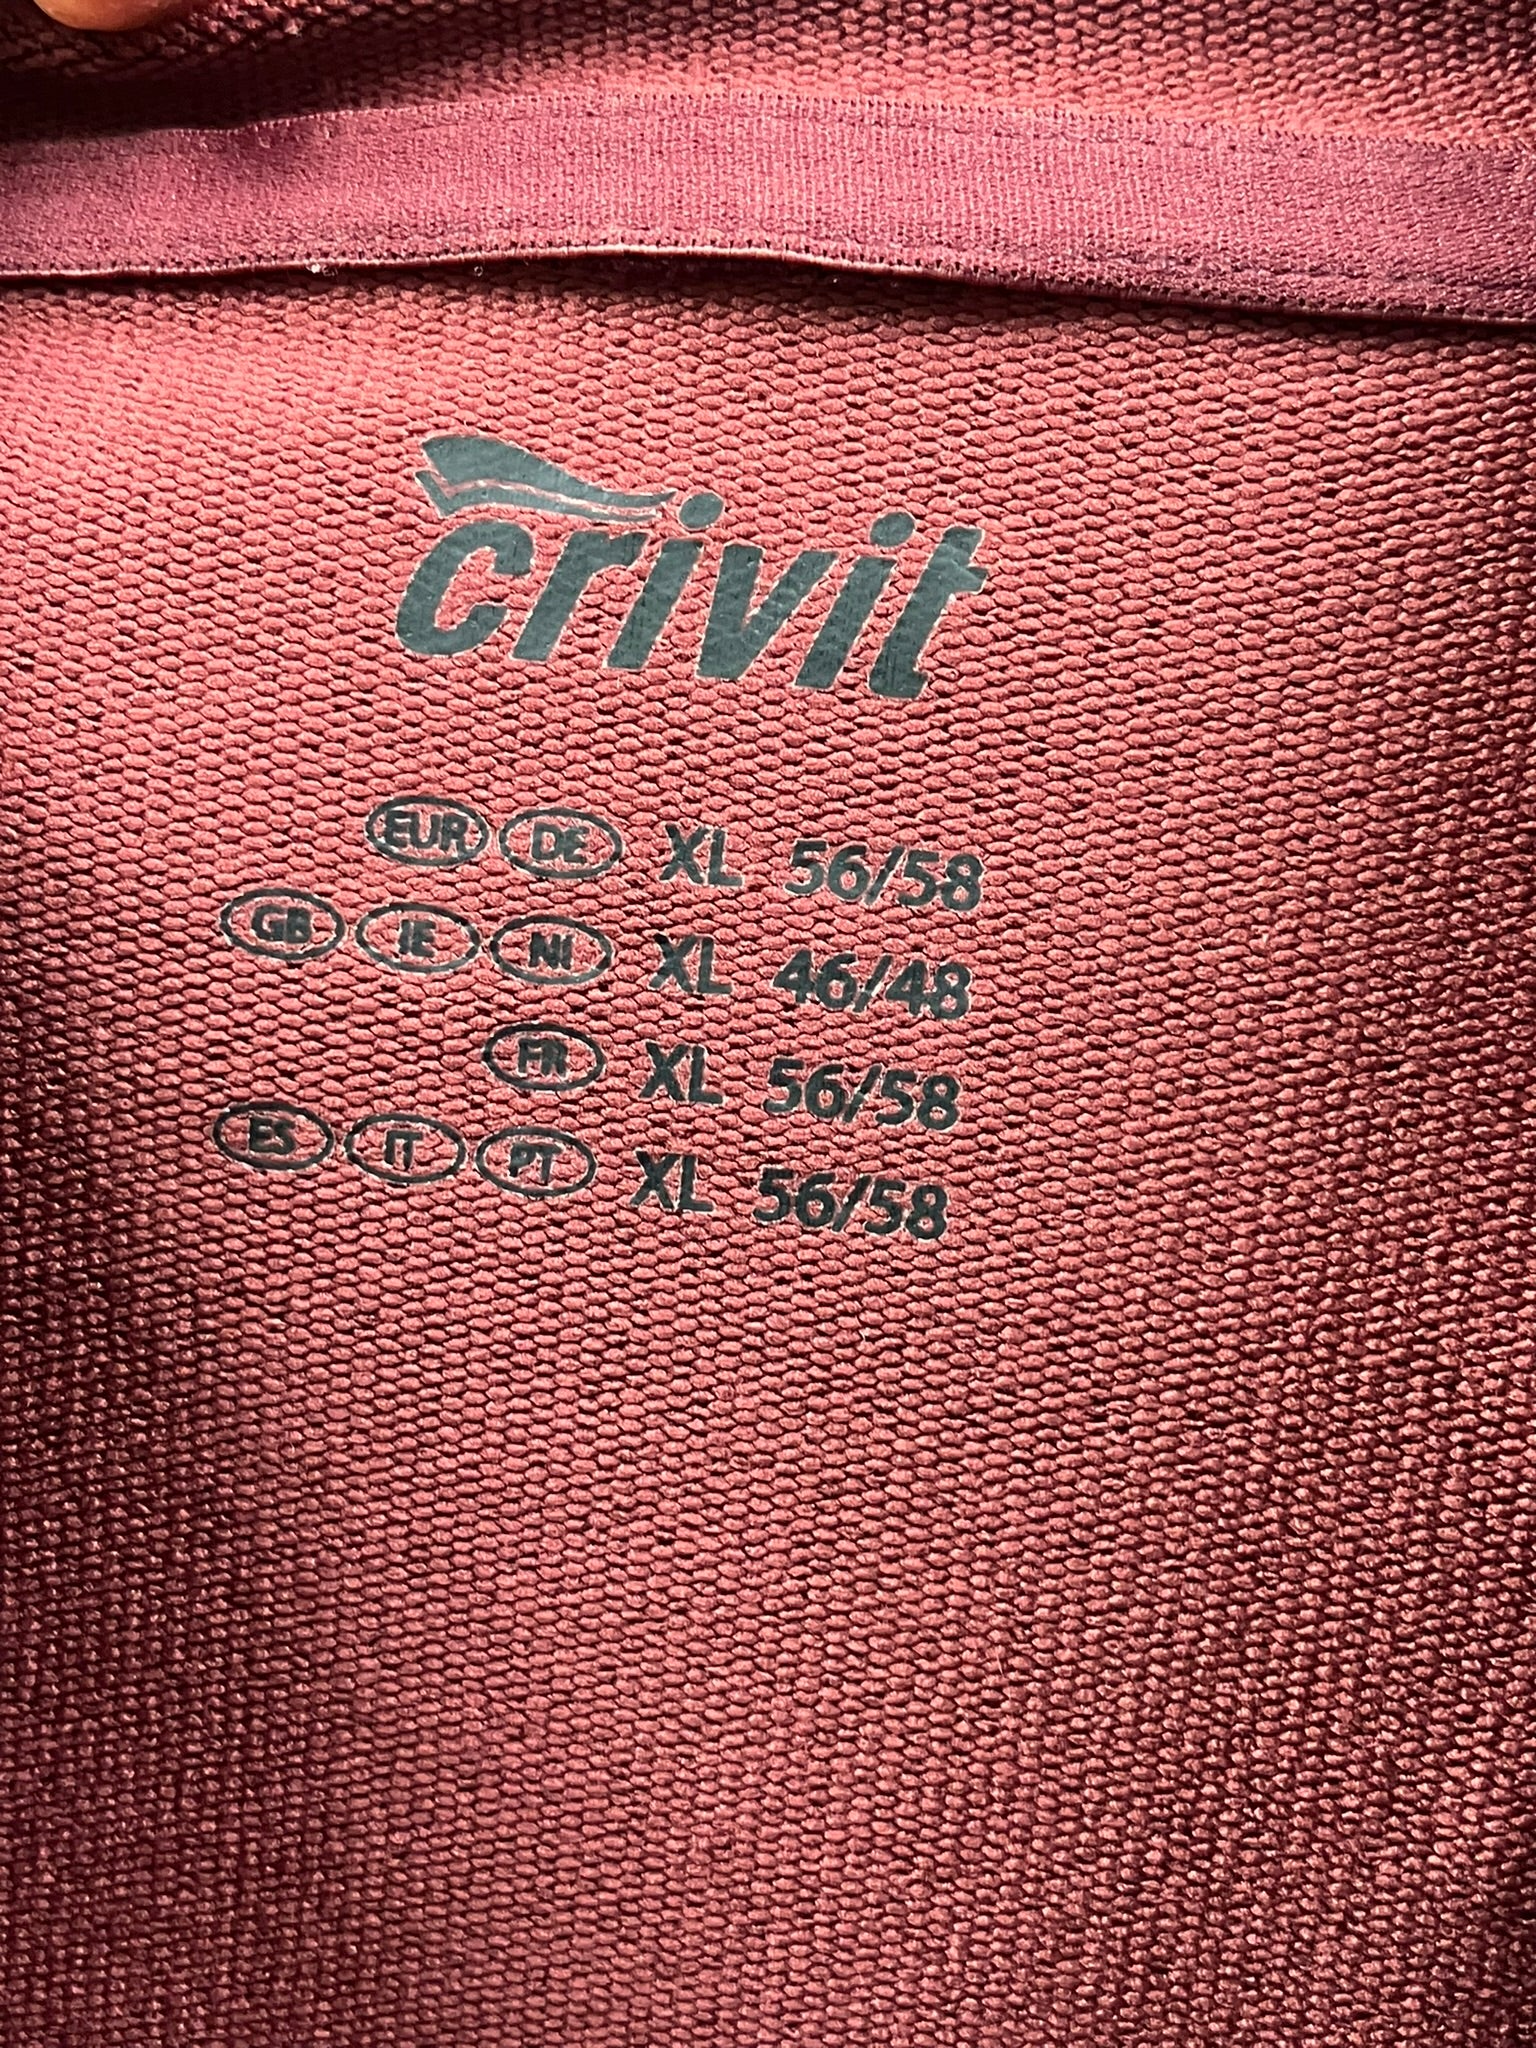 crivit
EUR DE XL 56/58
GB IE NI XL 46/48
FR XL 56/58
ES IT PT XL 56/58